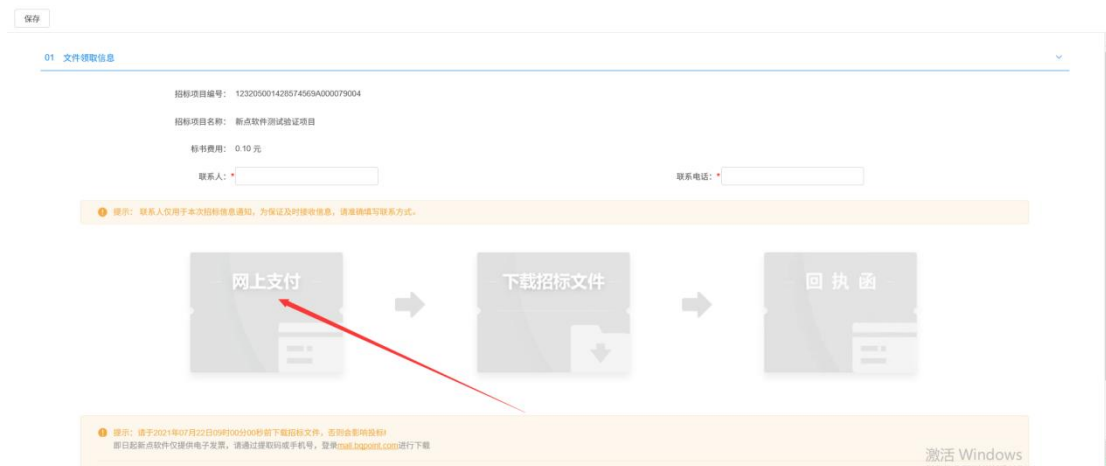 保存
01 文件领取信息
招标项目编号: 123205001428574569A000079004
招标项目名称: 新点软件测试验证项目
标书费用: 0.10 元
联系人: * 联系电话: *
提示: 联系人仅用于本次招标信息通知，为保证及时接收信息，请准确填写联系方式。
网上支付 下载招标文件 回执函
提示: 请于2021年07月22日09时00分00秒前下载招标文件，否则会影响投标!
即日起新点软件仅提供电子发票，请通过提取码或手机号，登录mail.bqpoint.com进行下载
激活 Windows